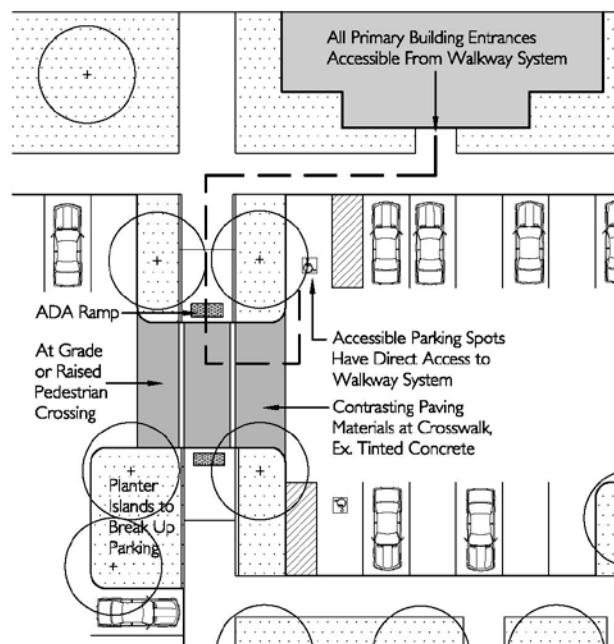 All Primary Building Entrances
Accessible From Walkway System
ADA Ramp
At Grade
or Raised
Pedestrian
Crossing
Accessible Parking Spots
Have Direct Access to
Walkway System
Contrasting Paving
Materials at Crosswalk,
Ex. Tinted Concrete
Planter
Islands to
Break Up
Parking